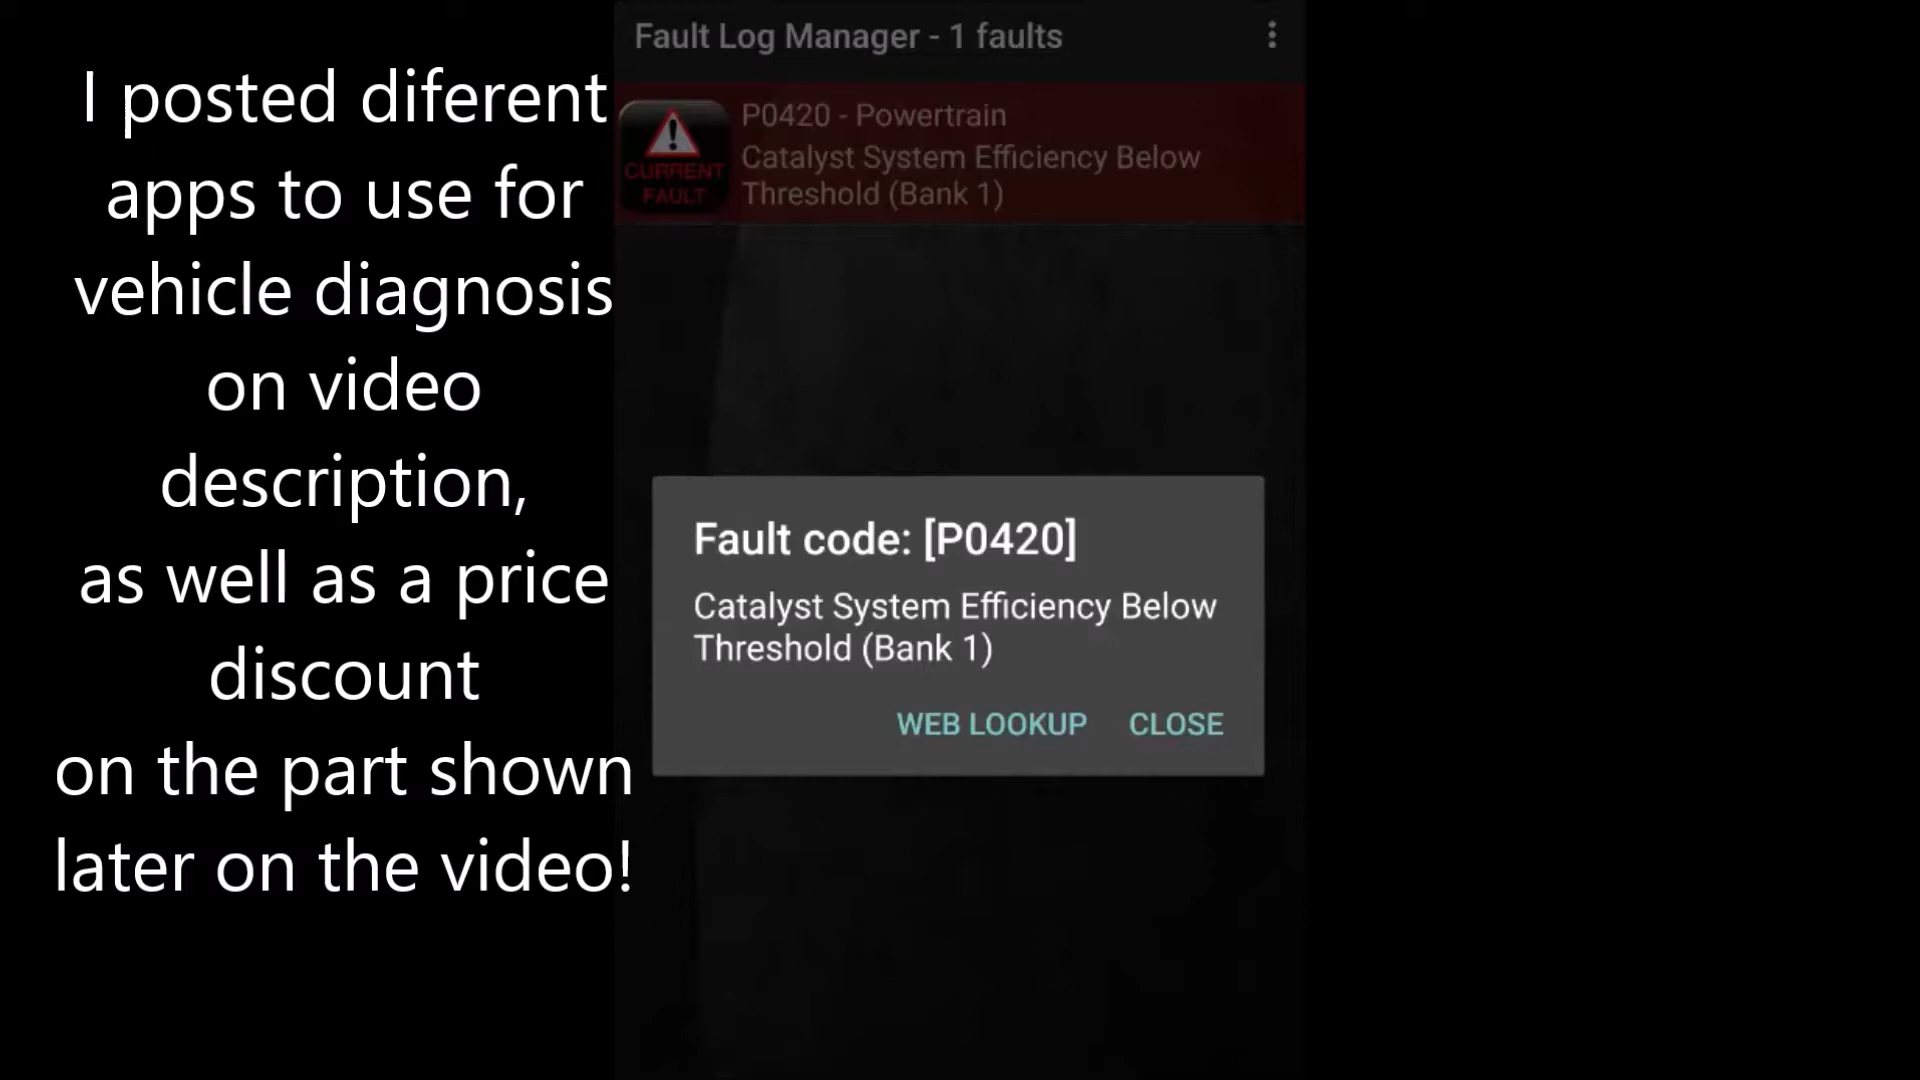 I posted diferent
apps to use for
vehicle diagnosis
on video
description,
as well as a price
discount
on the part shown
later on the video!
Fault Log Manager - 1 faults
CURRENT
FAULT
P0420 - Powertrain
Catalyst System Efficiency Below
Threshold (Bank 1)
Fault code: [P0420]
Catalyst System Efficiency Below
Threshold (Bank 1)
WEB LOOKUP CLOSE